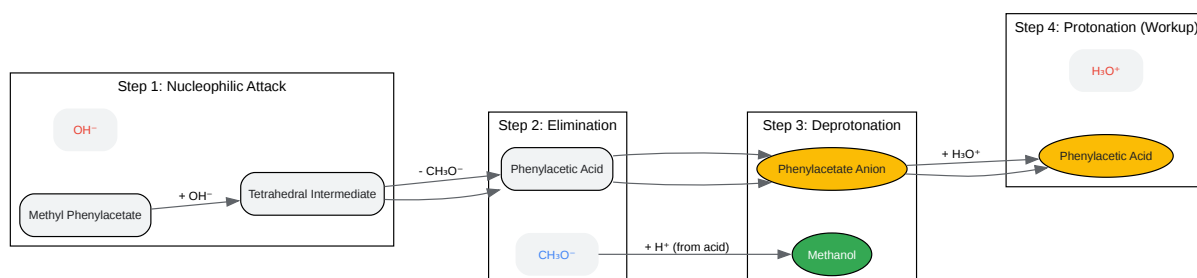 Step 1: Nucleophilic Attack
OH⁻
Methyl Phenylacetate
+ OH⁻
Tetrahedral Intermediate
- CH₃O⁻
Step 2: Elimination
Phenylacetic Acid
CH₃O⁻
+ H⁺ (from acid)
Step 3: Deprotonation
Phenylacetate Anion
Methanol
+ H₃O⁺
Step 4: Protonation (Workup)
H₃O⁺
Phenylacetic Acid